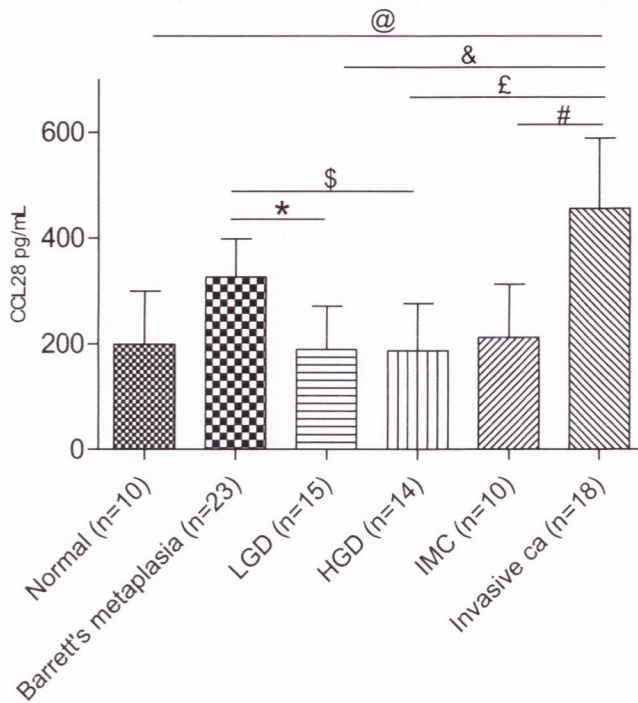 @
&
£
#
$
*
CCL28 pg/mL
600
400
200
0
Normal (n=10)
Barrett's metaplasia (n=23)
LGD (n=15)
HGD (n=14)
IMC (n=10)
Invasive ca (n=18)